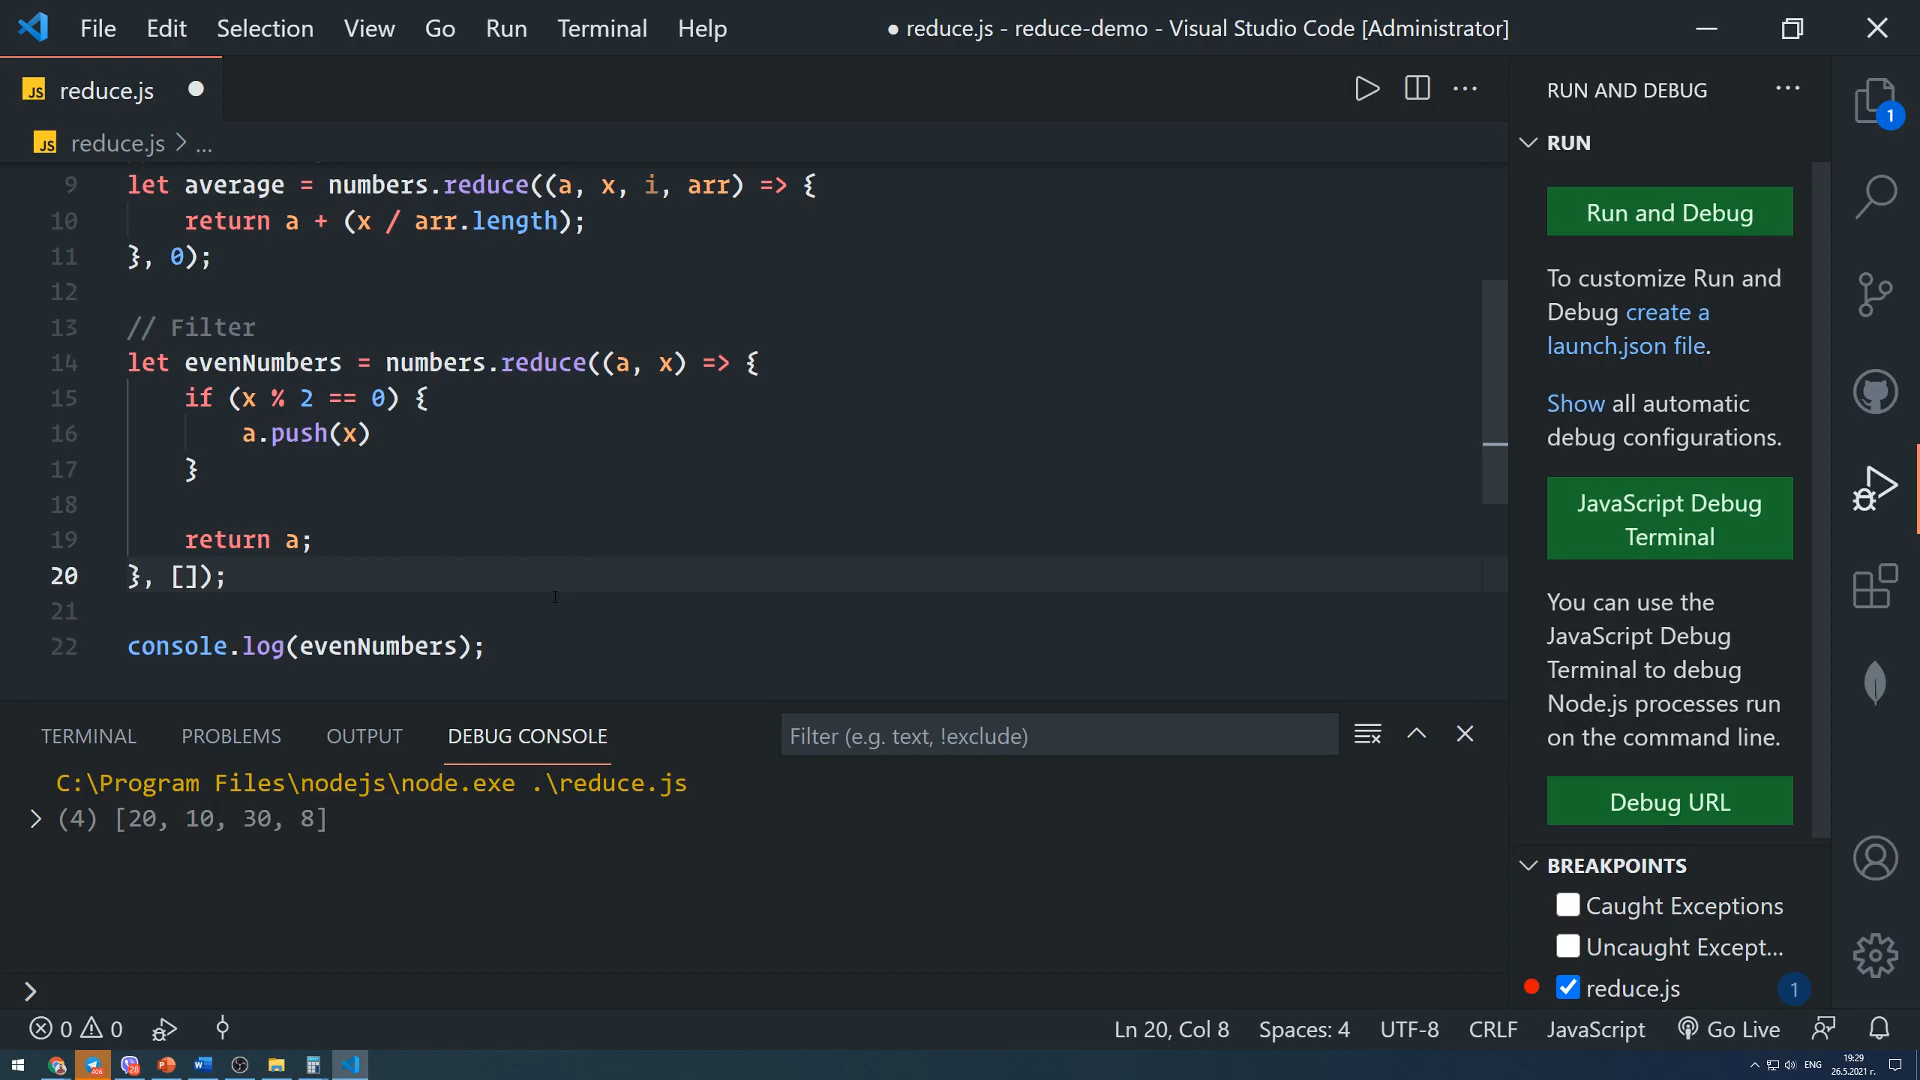 File Edit Selection View Go Run Terminal Help ● reduce.js - reduce-demo - Visual Studio Code [Administrator]
JS reduce.js ●
JS reduce.js > ...
9 let average = numbers.reduce((a, x, i, arr) => {
10     return a + (x / arr.length);
11 }, 0);
12
13 // Filter
14 let evenNumbers = numbers.reduce((a, x) => {
15     if (x % 2 == 0) {
16         a.push(x)
17     }
18
19     return a;
20 }, []);
21
22 console.log(evenNumbers);
TERMINAL PROBLEMS OUTPUT DEBUG CONSOLE Filter (e.g. text, !exclude)
C:\Program Files\nodejs\node.exe .\reduce.js
> (4) [20, 10, 30, 8]
>
RUN AND DEBUG ...
RUN
Run and Debug
To customize Run and
Debug create a
launch.json file.
Show all automatic
debug configurations.
JavaScript Debug
Terminal
You can use the
JavaScript Debug
Terminal to debug
Node.js processes run
on the command line.
Debug URL
BREAKPOINTS
Caught Exceptions
Uncaught Except...
reduce.js 1
1
0 0 Ln 20, Col 8 Spaces: 4 UTF-8 CRLF JavaScript Go Live
406 28 ENG 19:29
26.5.2021 г.